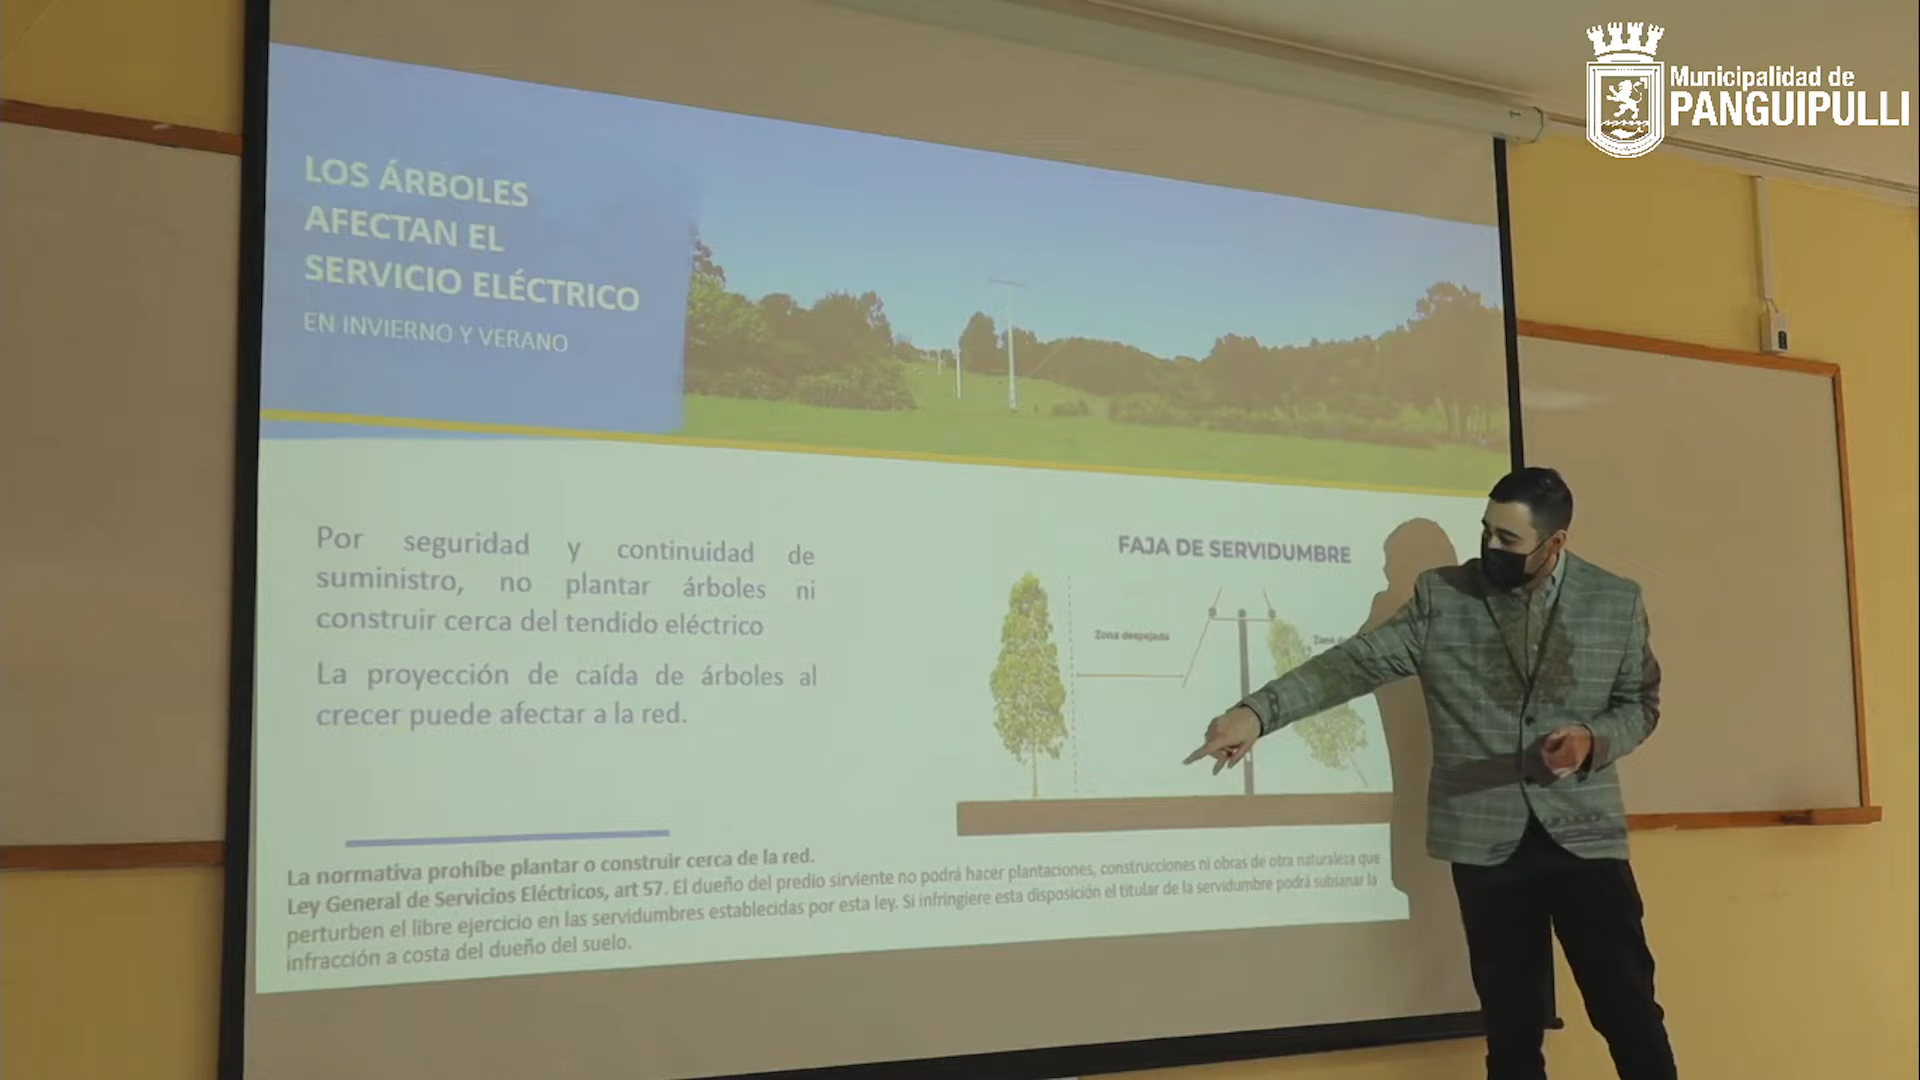 Municipalidad de
PANGUIPULLI
LOS ÁRBOLES
AFECTAN EL
SERVICIO ELÉCTRICO
EN INVIERNO Y VERANO
Por seguridad y continuidad de
suministro, no plantar árboles ni
construir cerca del tendido eléctrico
La proyección de caída de árboles al
crecer puede afectar a la red.
FAJA DE SERVIDUMBRE
Zona despejada
Zona
La normativa prohíbe plantar o construir cerca de la red.
Ley General de Servicios Eléctricos, art 57. El dueño del predio sirviente no podrá hacer plantaciones, construcciones ni obras de otra naturaleza que
perturben el libre ejercicio en las servidumbres establecidas por esta ley. Si infringiere esta disposición el titular de la servidumbre podrá subsanar la
infracción a costa del dueño del suelo.